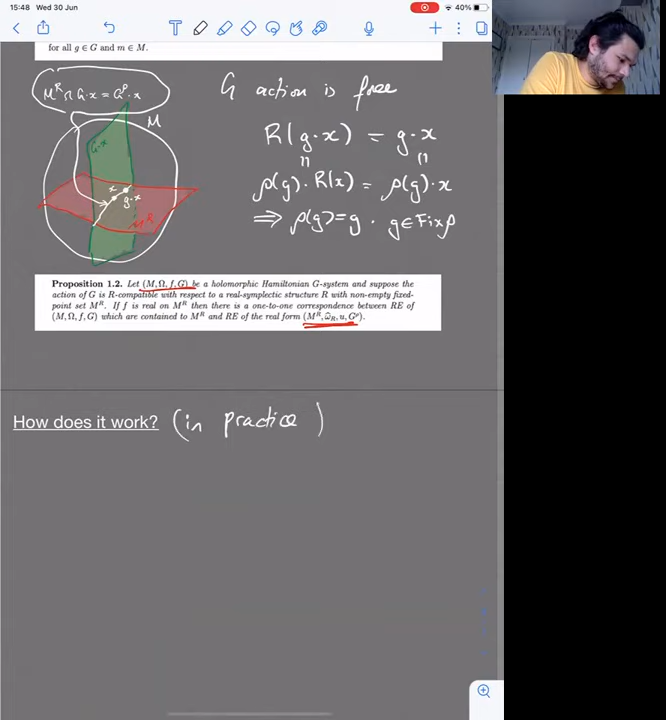 15:48 Wed 30 Jun
40%
for all g ∈ G and m ∈ M.
M^R ∩ G·x = G^ρ·x
G action is free
M
G·x
x
g·x
M^R
R(g·x) = g·x
ρ(g)·R(x) = ρ(g)·x
⟹ ρ(g)=g · g∈Fixρ
Proposition 1.2. Let (M, Ω, f, G) be a holomorphic Hamiltonian G-system and suppose the
action of G is R-compatible with respect to a real-symplectic structure R with non-empty fixed-
point set M^R. If f is real on M^R then there is a one-to-one correspondence between RE of
(M, Ω, f, G) which are contained to M^R and RE of the real form (M^R, ω̂_R, u, G^ρ).
How does it work? (in practice)